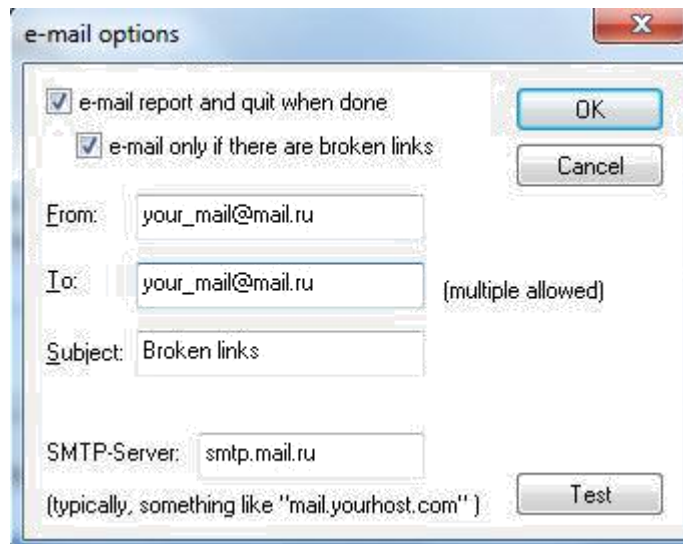 e-mail options
e-mail report and quit when done
OK
e-mail only if there are broken links
Cancel
From: your_mail@mail.ru
To: your_mail@mail.ru (multiple allowed)
Subject: Broken links
SMTP-Server: smtp.mail.ru
(typically, something like "mail.yourhost.com" )
Test